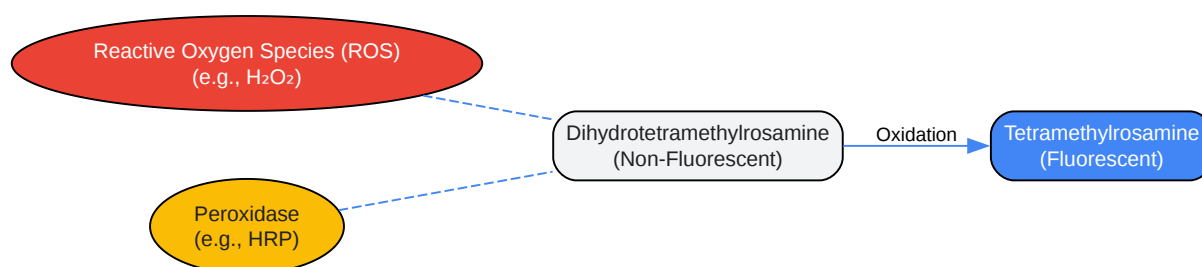 Reactive Oxygen Species (ROS)
(e.g., H₂O₂)
Peroxidase
(e.g., HRP)
Dihydrotetramethylrosamine
(Non-Fluorescent)
Oxidation
Tetramethylrosamine
(Fluorescent)